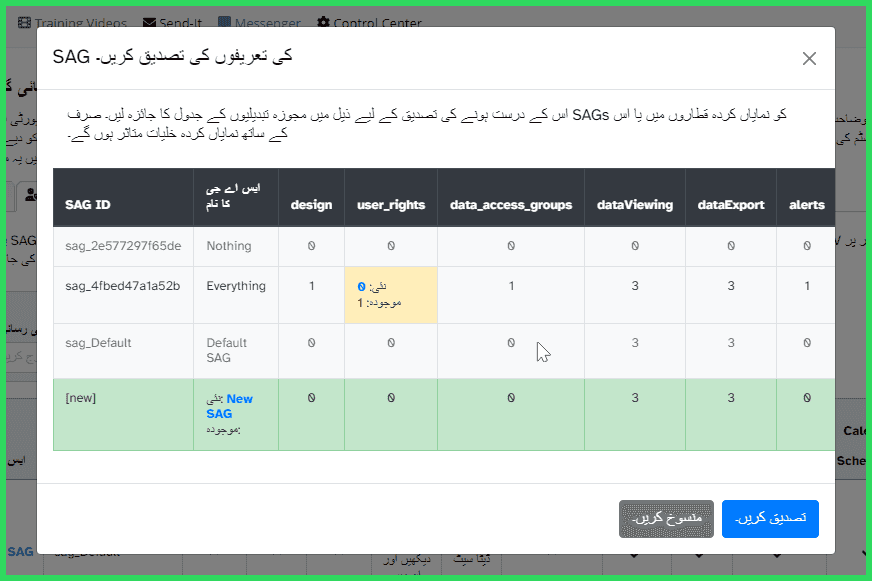 Training Videos Send-It Messenger Control Center
SAG کی تعریفوں کی تصدیق کریں۔
اس کے درست ہونے کی تصدیق کے لیے ذیل میں مجوزہ تبدیلیوں کے جدول کا جائزہ لیں۔ صرف SAGs کو نمایاں کردہ قطاروں میں یا اس
کے ساتھ نمایاں کردہ خلیات متاثر ہوں گے۔
SAG ID ایس اے جی کا نام design user_rights data_access_groups dataViewing dataExport alerts
sag_2e577297f65de Nothing 0 0 0 0 0 0
sag_4fbed47a1a52b Everything 1 نئی: 0 1 3 3 1
موجودہ: 1
sag_Default Default SAG 0 0 0 3 3 0
[new] نئی: New SAG 0 0 0 3 3 0
موجودہ:
منسوخ کریں۔ تصدیق کریں۔
SAG